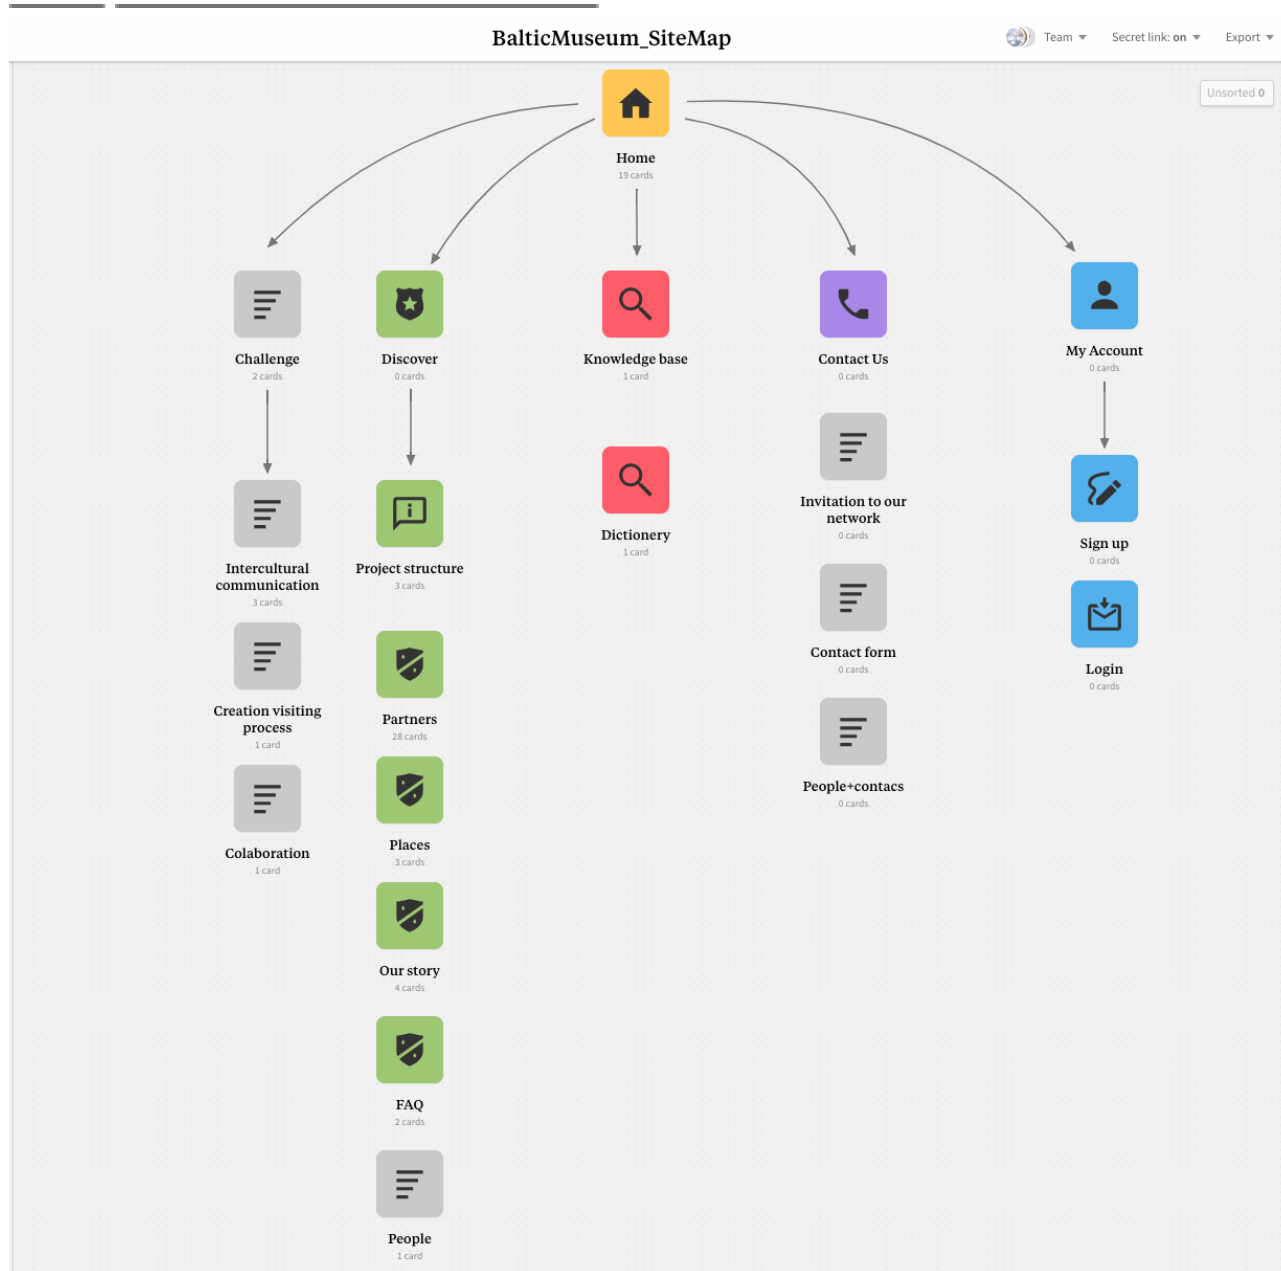 BalticMuseum_SiteMap
Team
Secret link: on
Export
Unsorted 0
Home
19 cards
Challenge
2 cards
Discover
0 cards
Knowledge base
1 card
Contact Us
0 cards
My Account
0 cards
Intercultural
communication
3 cards
Creation visiting
process
1 card
Colaboration
1 card
Project structure
3 cards
Partners
28 cards
Places
3 cards
Our story
4 cards
FAQ
2 cards
People
1 card
Dictionery
1 card
Invitation to our
network
0 cards
Contact form
0 cards
People+contacs
0 cards
Sign up
0 cards
Login
0 cards